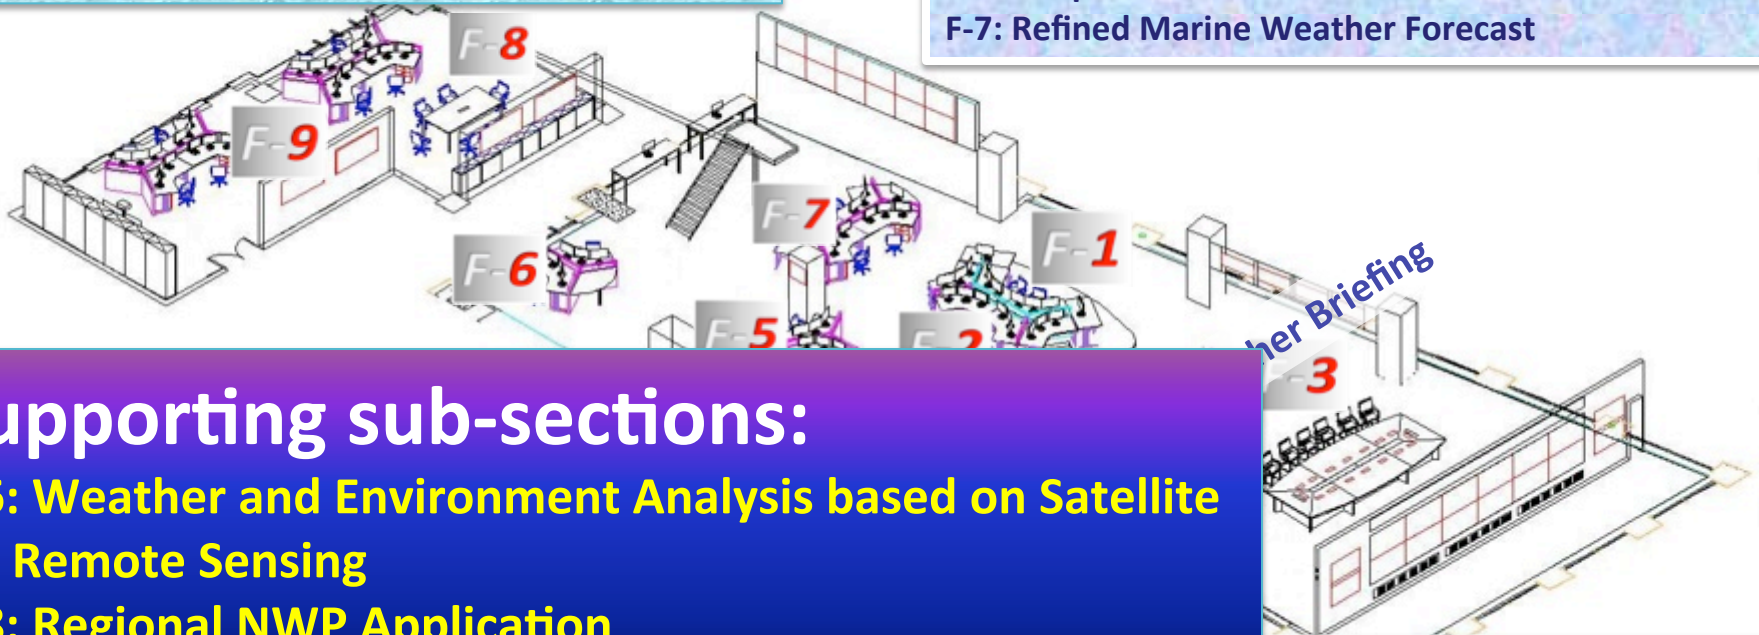 F-7: Refined Marine Weather Forecast
F-8
F-9
F-7
F-1
F-6
F-5
F-2
her Briefing
-3
upporting sub-sections:
: Weather and Environment Analysis based on Satellite
Remote Sensing
: Regional NWP Application